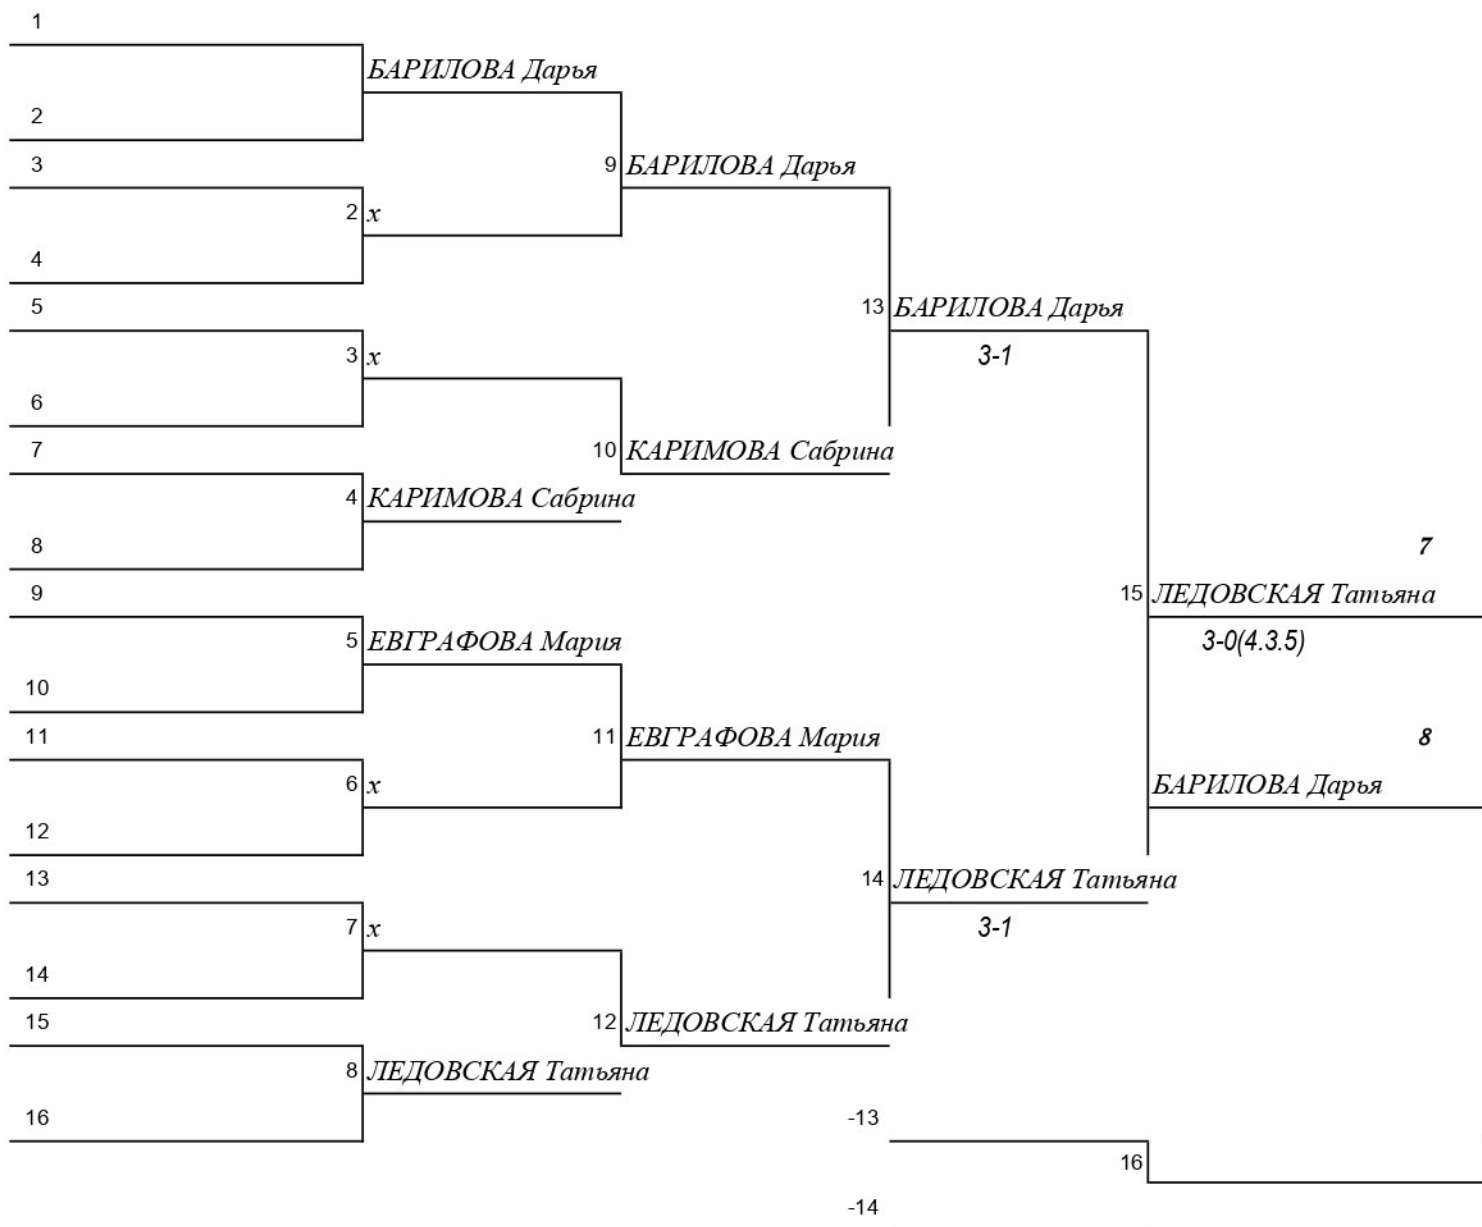 1
БАРИЛОВА Дарья
2
3
9 БАРИЛОВА Дарья
2 x
4
5
13 БАРИЛОВА Дарья
3 x
3-1
6
7
10 КАРИМОВА Сабрина
4 КАРИМОВА Сабрина
8
7
9
15 ЛЕДОВСКАЯ Татьяна
5 ЕВГРАФОВА Мария
3-0(4.3.5)
10
11
11 ЕВГРАФОВА Мария
8
6 x
БАРИЛОВА Дарья
12
13
14 ЛЕДОВСКАЯ Татьяна
7 x
3-1
14
15
12 ЛЕДОВСКАЯ Татьяна
8 ЛЕДОВСКАЯ Татьяна
16
-13
16
-14